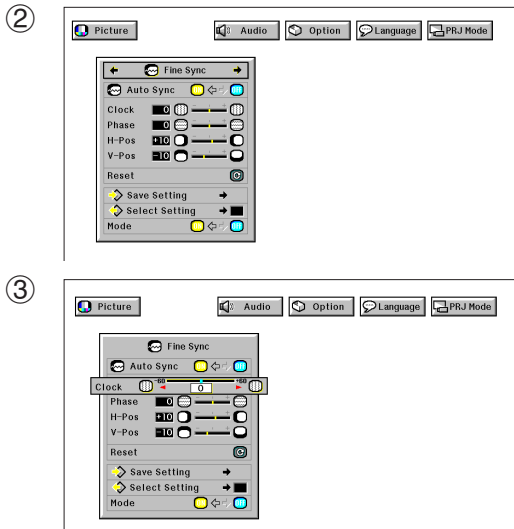 ②
Picture Audio Option Language PRJ Mode
Fine Sync
Auto Sync
Clock 0
Phase 0
H-Pos +10
V-Pos -10
Reset
Save Setting
Select Setting
Mode
③
Picture Audio Option Language PRJ Mode
Fine Sync
Auto Sync
Clock -60 0 +60
Phase 0
H-Pos +10
V-Pos -10
Reset
Save Setting
Select Setting
Mode